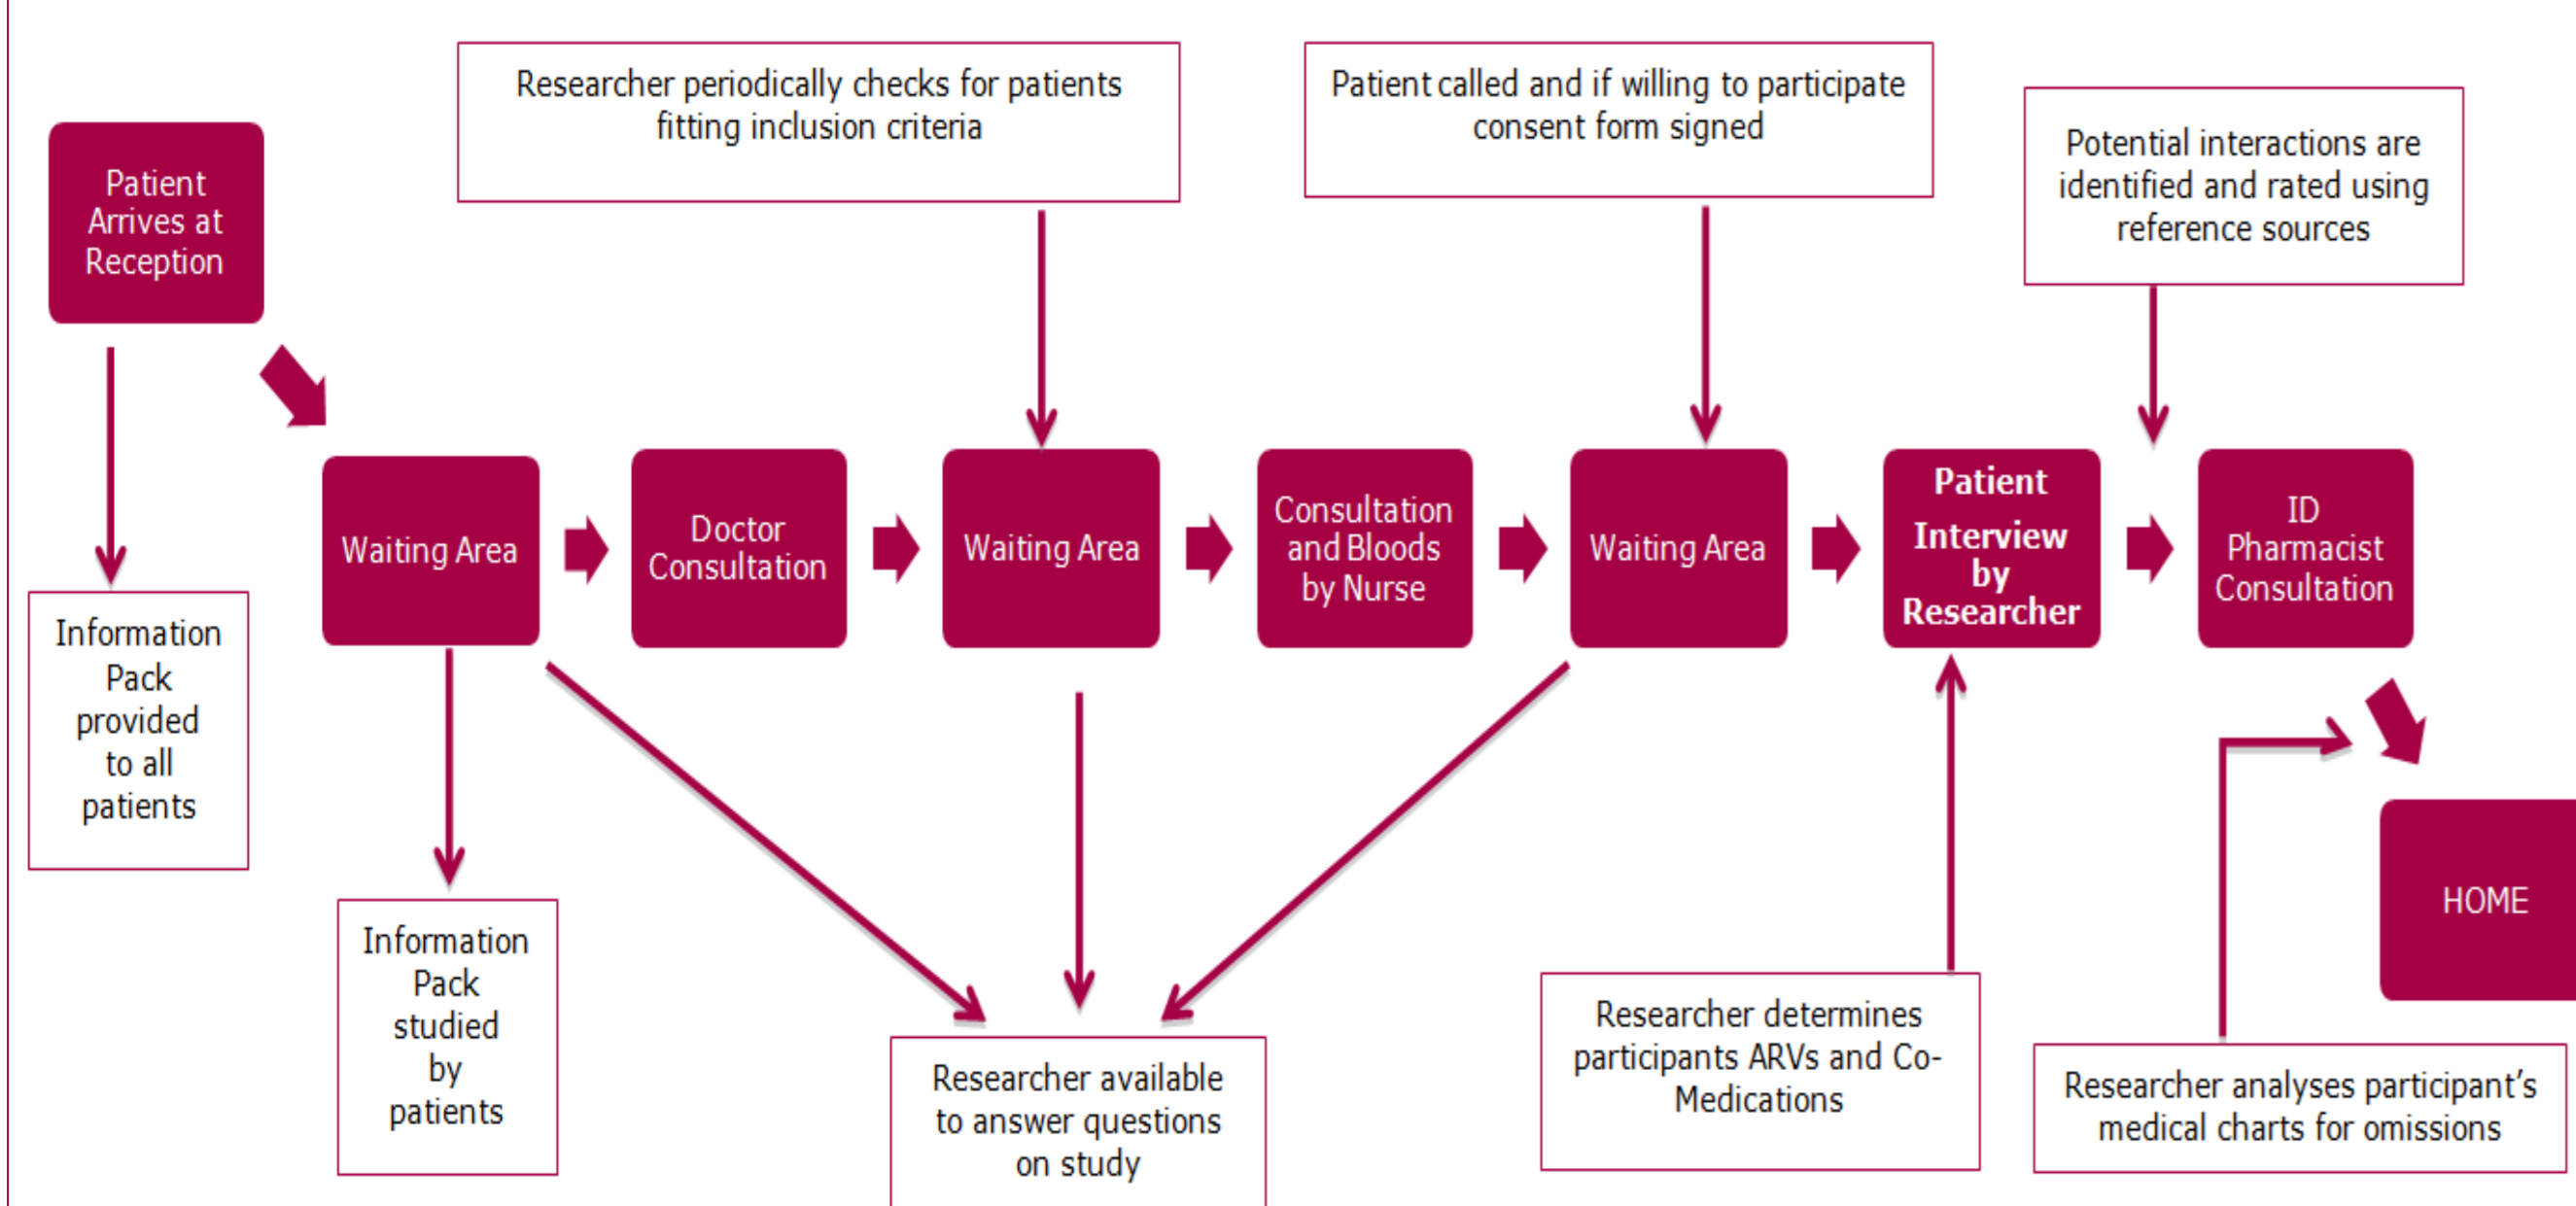 Researcher periodically checks for patients
fitting inclusion criteria
Patient called and if willing to participate
consent form signed
Potential interactions are
identified and rated using
reference sources
Patient
Arrives at
Reception
Waiting Area
Doctor
Consultation
Waiting Area
Consultation
and Bloods
by Nurse
Waiting Area
Patient
Interview
by
Researcher
ID
Pharmacist
Consultation
HOME
Information
Pack
provided
to all
patients
Information
Pack
studied
by
patients
Researcher available
to answer questions
on study
Researcher determines
participants ARVs and Co-
Medications
Researcher analyses participant’s
medical charts for omissions